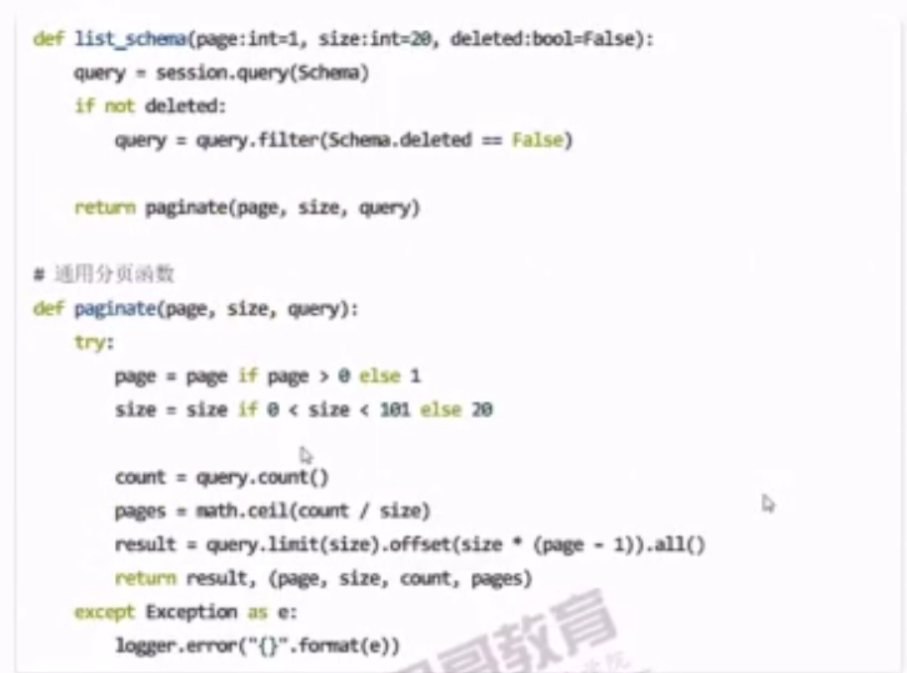 def list_schema(page:int=1, size:int=20, deleted:bool=False):
    query = session.query(Schema)
    if not deleted:
        query = query.filter(Schema.deleted == False)
    return paginate(page, size, query)
# 通用分页函数
def paginate(page, size, query):
    try:
        page = page if page > 0 else 1
        size = size if 0 < size < 101 else 20
        count = query.count()
        pages = math.ceil(count / size)
        result = query.limit(size).offset(size * (page - 1)).all()
        return result, (page, size, count, pages)
    except Exception as e:
        logger.error("{}".format(e))
哥教育
学院